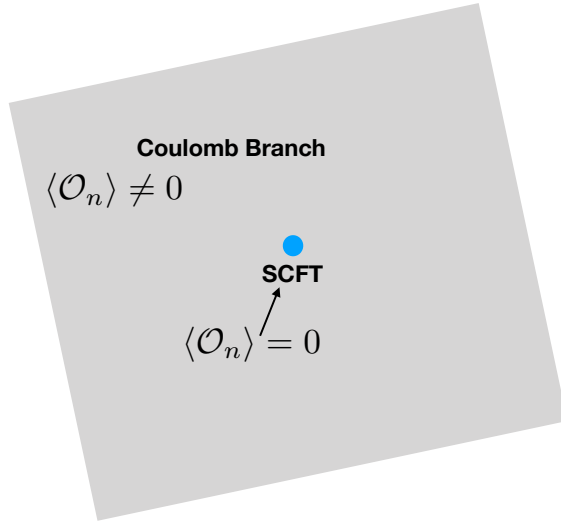 Coulomb Branch
⟨𝒪ₙ⟩ ≠ 0
SCFT
⟨𝒪ₙ⟩ = 0